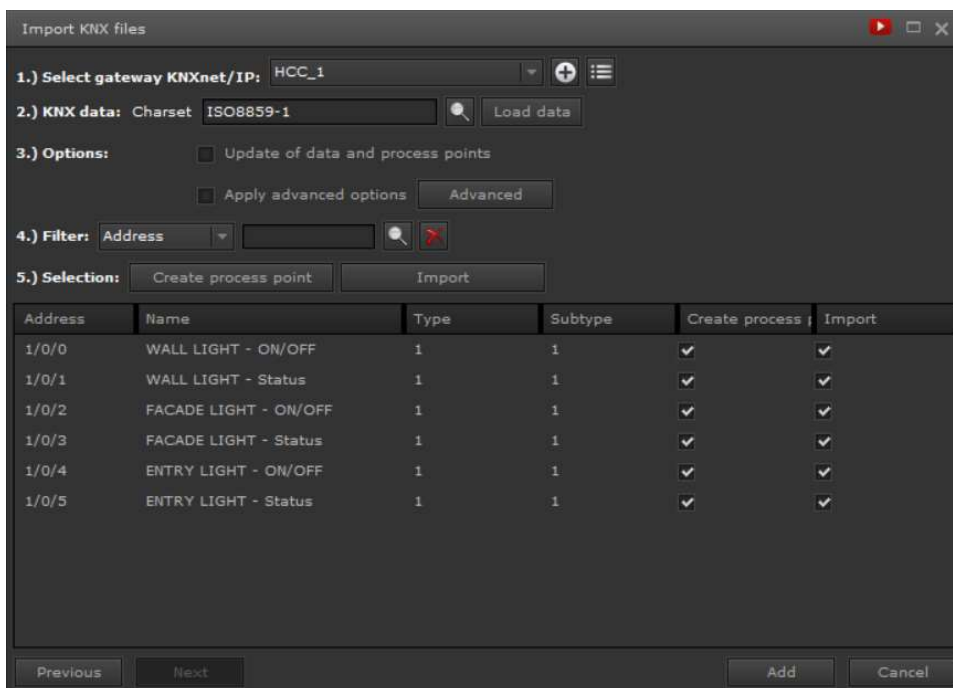 Import KNX files
1.) Select gateway KNXnet/IP: HCC_1
2.) KNX data: Charset ISO8859-1 Load data
3.) Options: Update of data and process points
Apply advanced options Advanced
4.) Filter: Address
5.) Selection: Create process point Import
Address Name Type Subtype Create process p Import
1/0/0 WALL LIGHT - ON/OFF 1 1
1/0/1 WALL LIGHT - Status 1 1
1/0/2 FACADE LIGHT - ON/OFF 1 1
1/0/3 FACADE LIGHT - Status 1 1
1/0/4 ENTRY LIGHT - ON/OFF 1 1
1/0/5 ENTRY LIGHT - Status 1 1
Previous Next Add Cancel